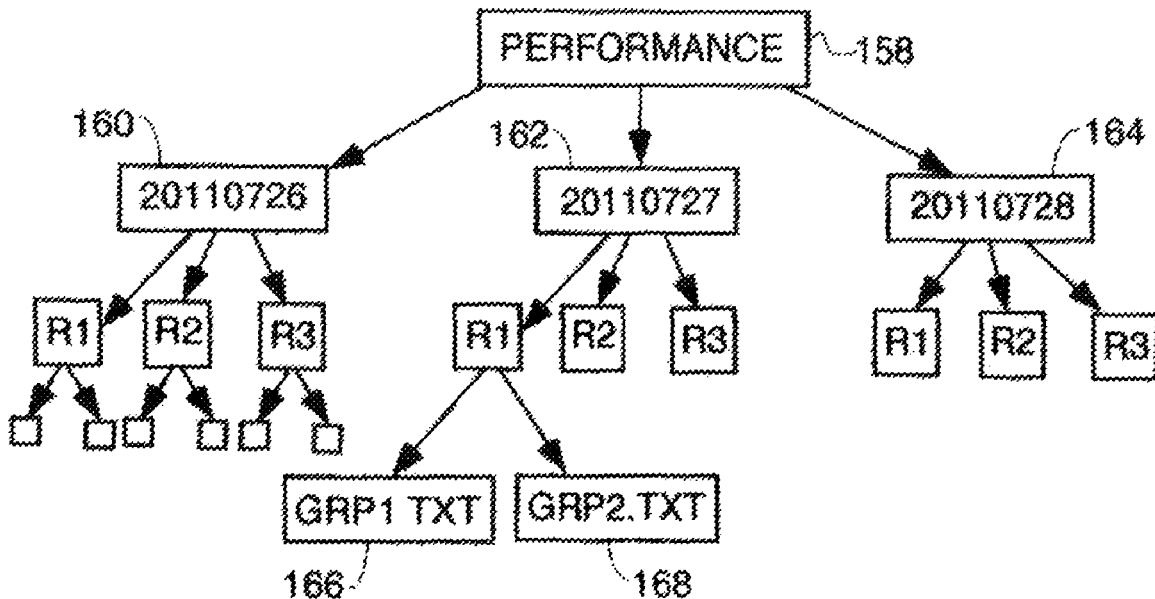 PERFORMANCE
158
160
162
164
20110726
20110727
20110728
R1
R2
R3
R1
R2
R3
R1
R2
R3
GRP1 TXT
GRP2.TXT
166
168